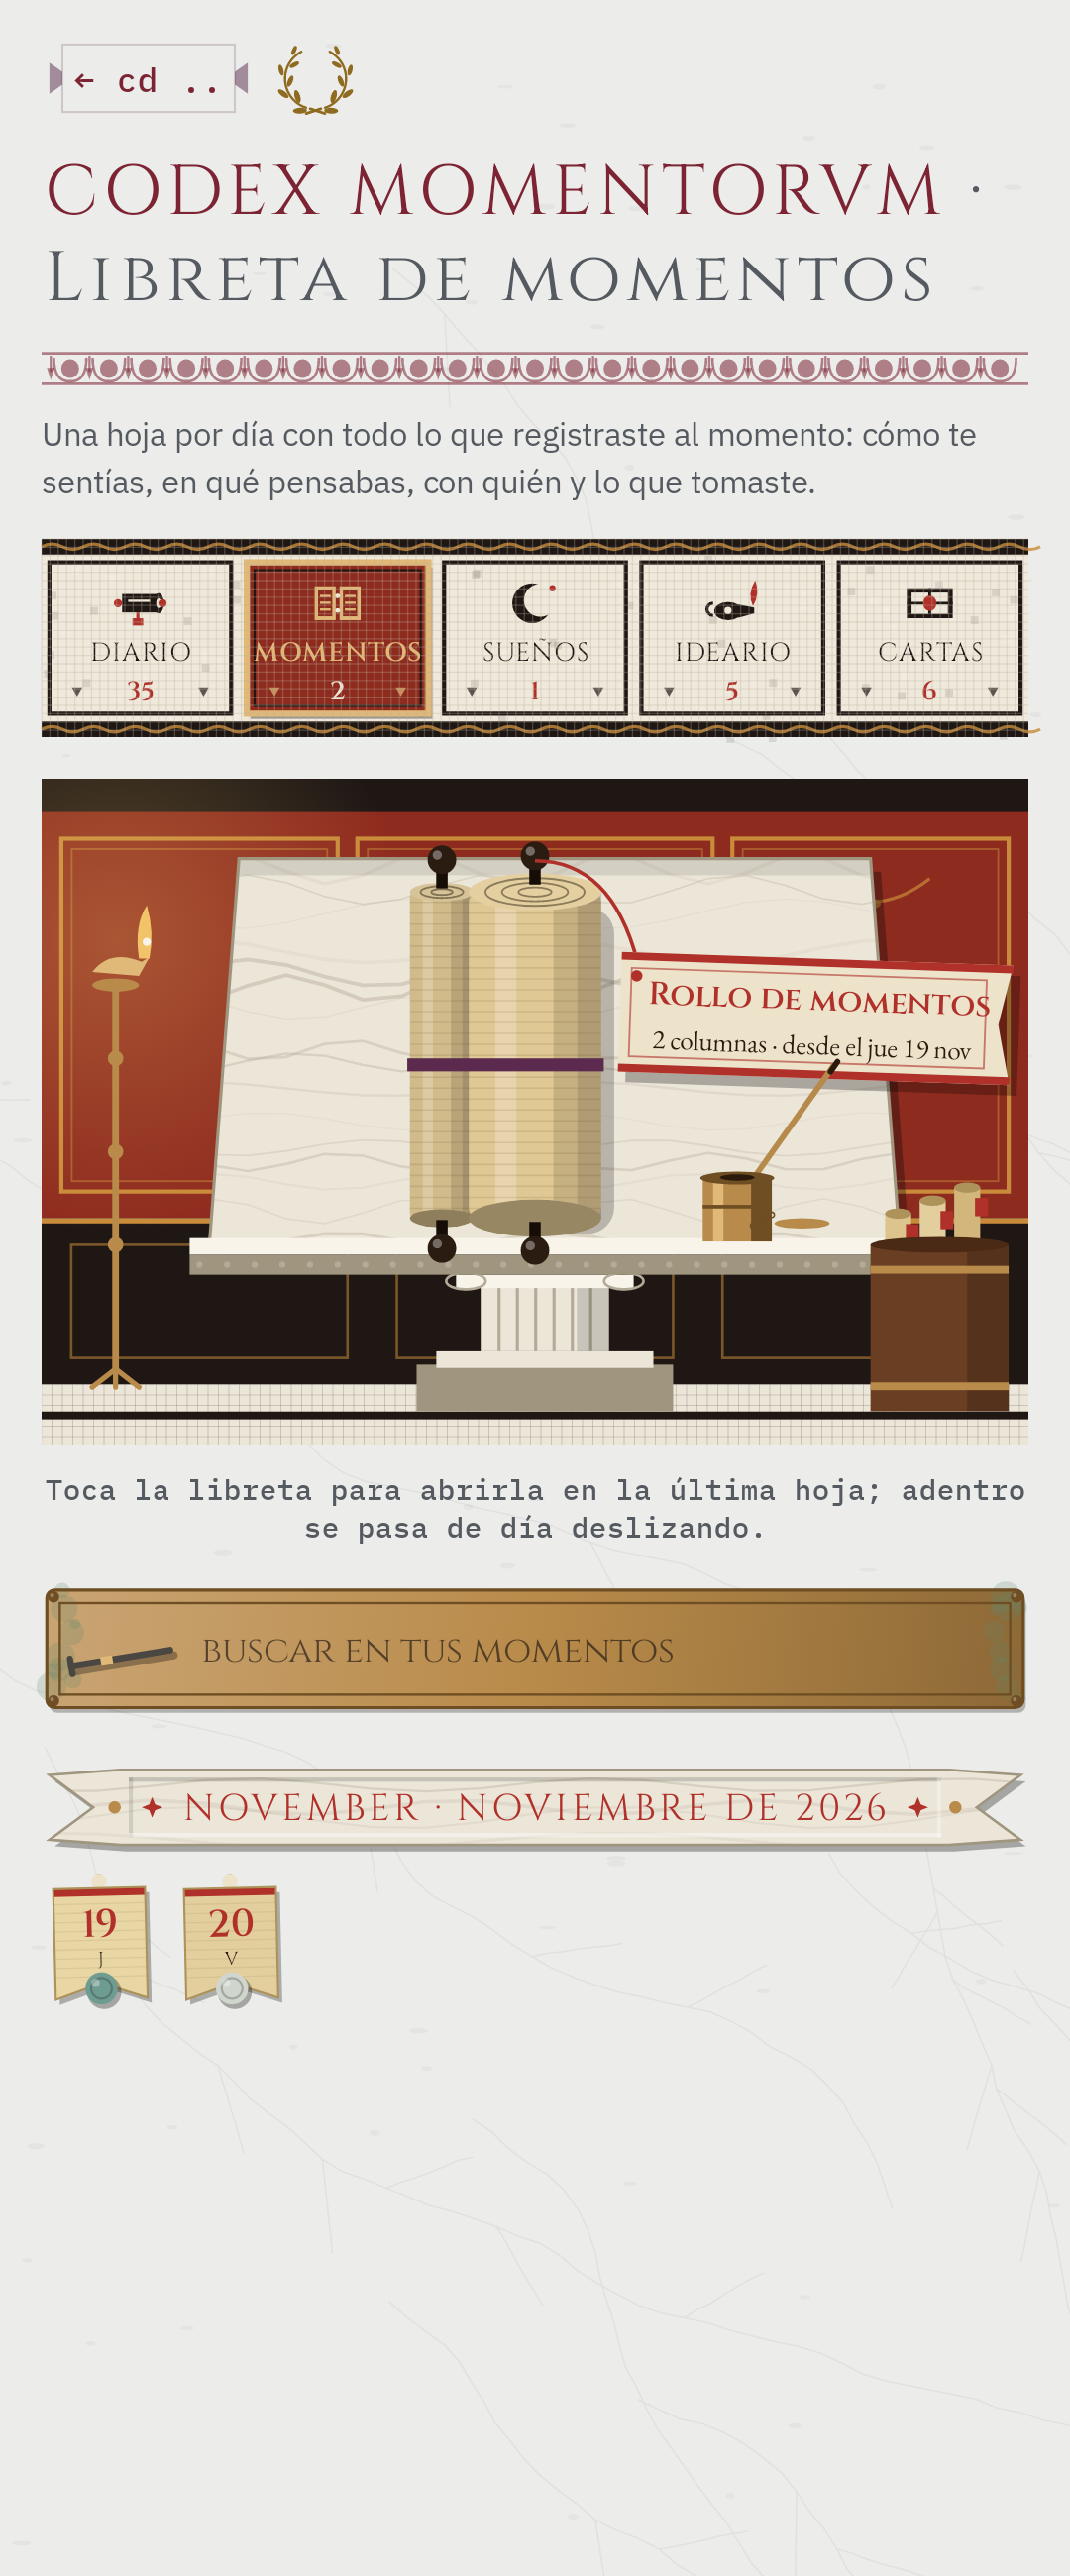 ← cd ..
CODEX MOMENTORVM ·
LIBRETA DE MOMENTOS
Una hoja por día con todo lo que registraste al momento: cómo te
sentías, en qué pensabas, con quién y lo que tomaste.
DIARIO
35
MOMENTOS
2
SUEÑOS
1
IDEARIO
5
CARTAS
6
ROLLO DE MOMENTOS
2 columnas · desde el jue 19 nov
Toca la libreta para abrirla en la última hoja; adentro
se pasa de día deslizando.
BUSCAR EN TUS MOMENTOS
NOVEMBER · NOVIEMBRE DE 2026
19
J
20
V